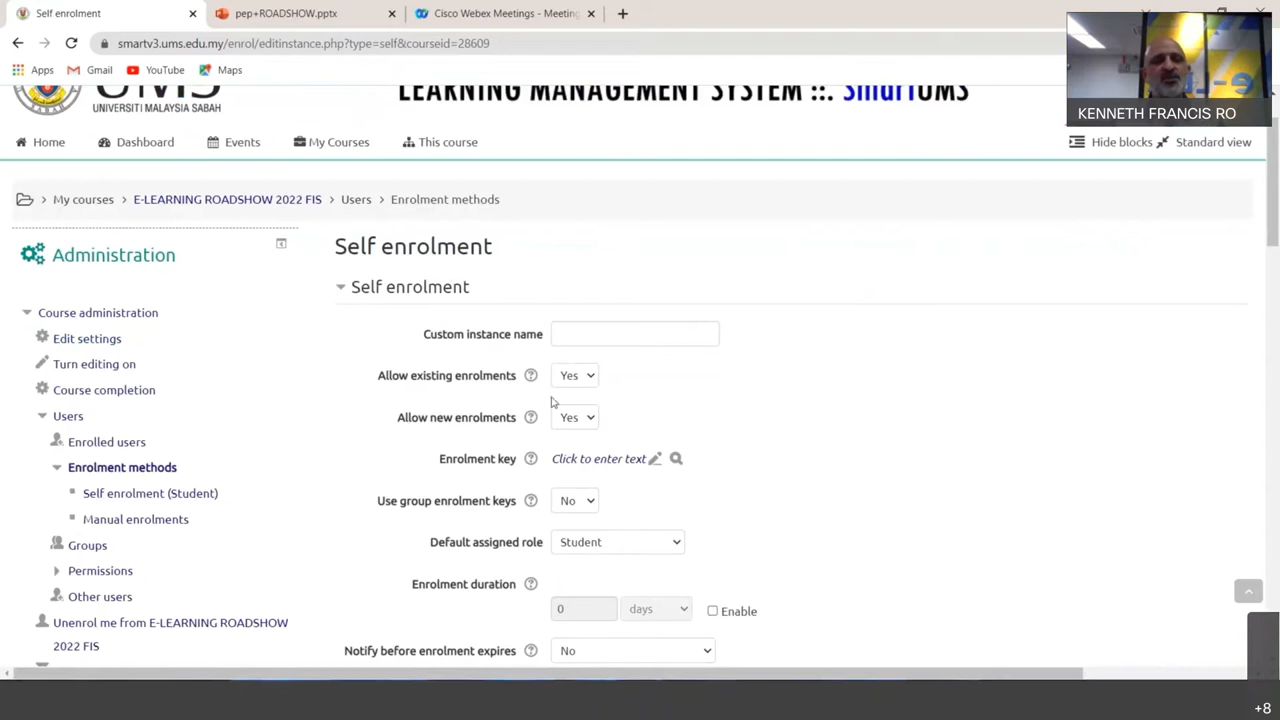 Self enrolment
pep+ROADSHOW.pptx
Cisco Webex Meetings - Meeting
smartv3.ums.edu.my/enrol/editinstance.php?type=self&courseid=28609
Apps
Gmail
YouTube
Maps
UMS
UNIVERSITI MALAYSIA SABAH
LEARNING MANAGEMENT SYSTEM ::. SmartUMS
KENNETH FRANCIS RO
Home
Dashboard
Events
My Courses
This course
Hide blocks
Standard view
My courses
E-LEARNING ROADSHOW 2022 FIS
Users
Enrolment methods
Administration
Course administration
Edit settings
Turn editing on
Course completion
Users
Enrolled users
Enrolment methods
Self enrolment (Student)
Manual enrolments
Groups
Permissions
Other users
Unenrol me from E-LEARNING ROADSHOW
2022 FIS
Self enrolment
Self enrolment
Custom instance name
Allow existing enrolments Yes
Allow new enrolments Yes
Enrolment key Click to enter text
Use group enrolment keys No
Default assigned role Student
Enrolment duration
0 days Enable
Notify before enrolment expires No
+8